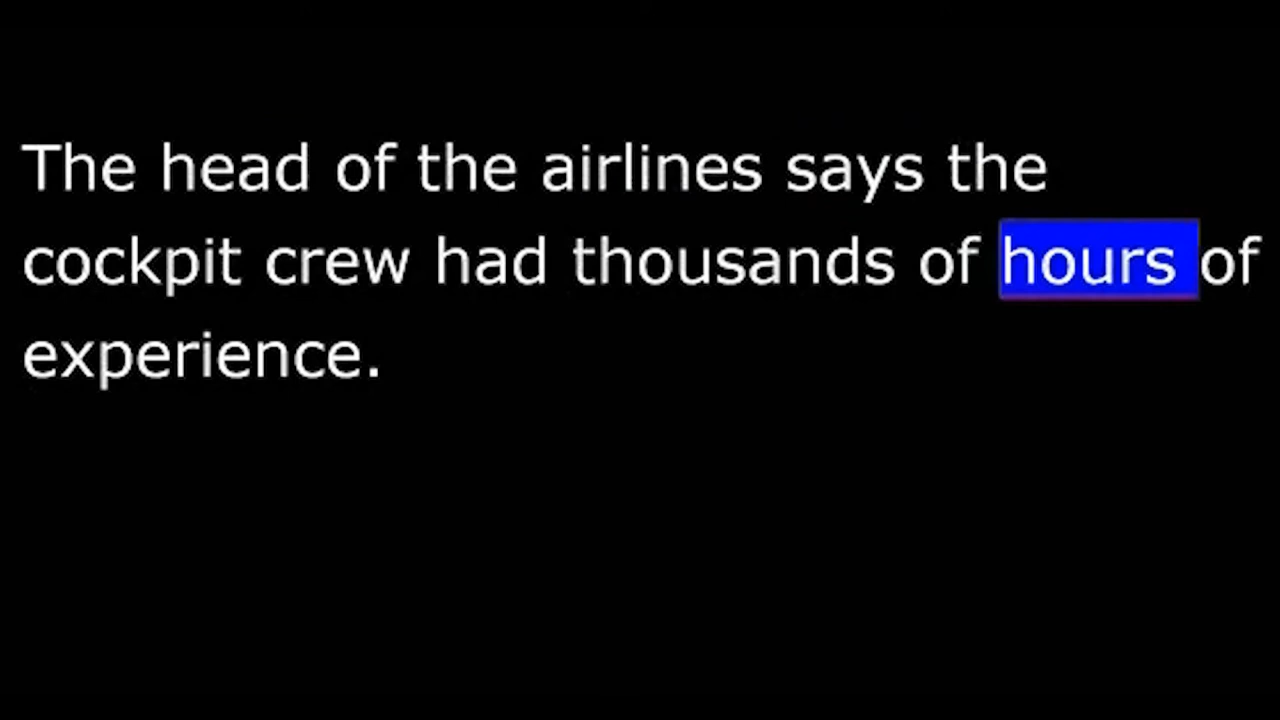 The head of the airlines says the
cockpit crew had thousands of hours of
experience.